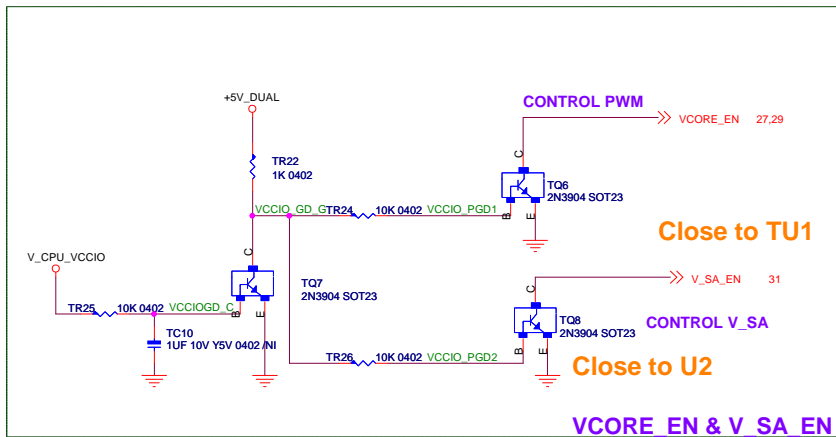 +5V_DUAL
CONTROL PWM
VCORE_EN 27,29
C
TR22
1K 0402
TQ6
2N3904 SOT23
VCCIO_GD_G
TR24 10K 0402
VCCIO_PGD1
B
E
Close to TU1
V_CPU_VCCIO
C
TQ7
2N3904 SOT23
V_SA_EN 31
TR25 10K 0402
VCCIOGD_C
B
E
C
TQ8
2N3904 SOT23
CONTROL V_SA
TC10
1UF 10V Y5V 0402 /NI
TR26 10K 0402
VCCIO_PGD2
B
E
Close to U2
VCORE_EN & V_SA_EN